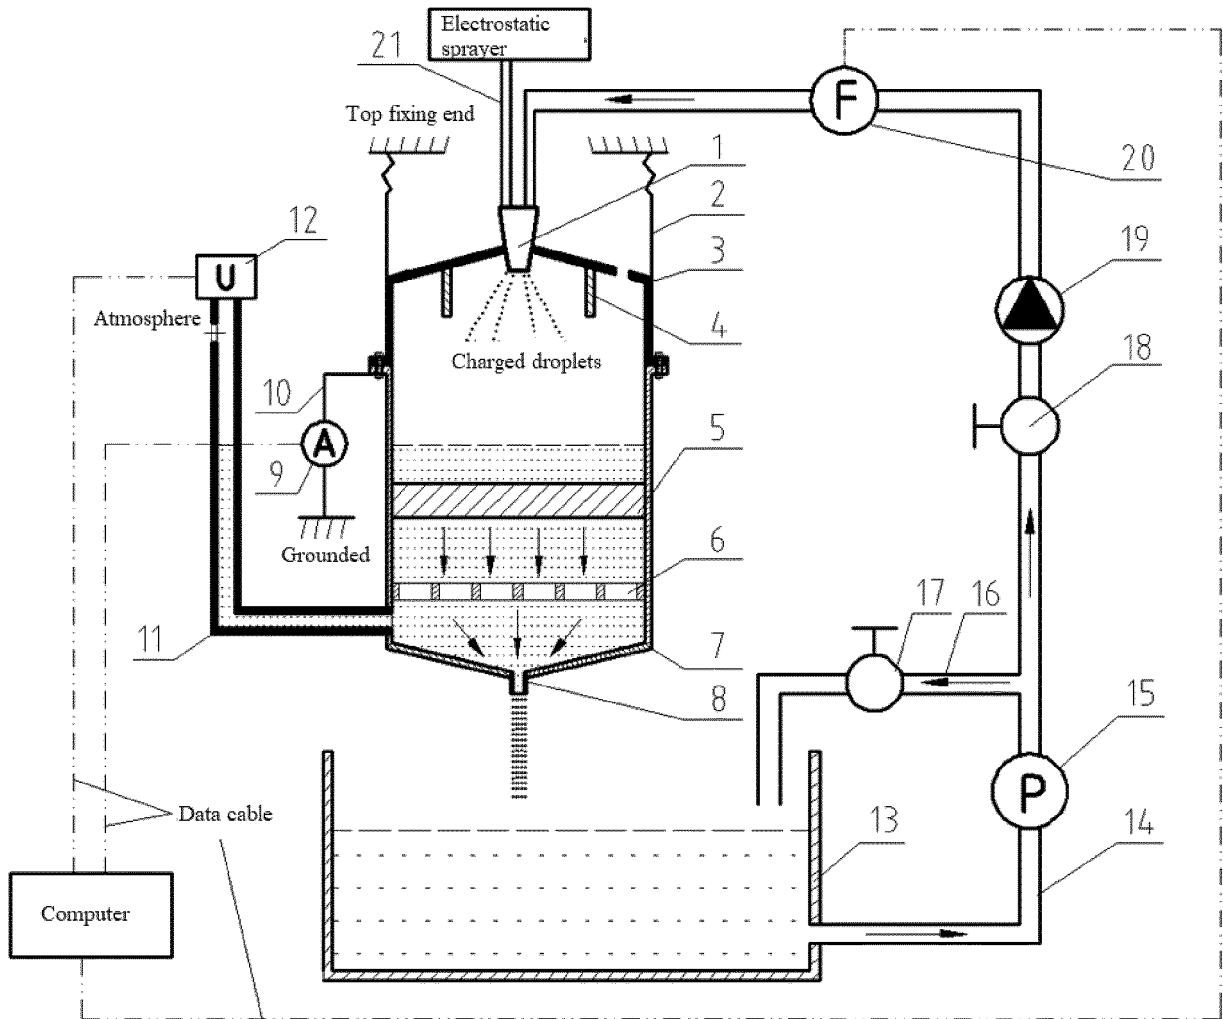 Electrostatic
sprayer
21
Top fixing end
F
1
20
2
12
3
19
U
Atmosphere
4
Charged droplets
18
10
5
A
9
Grounded
6
17
16
11
7
8
15
P
Data cable
13
14
Computer